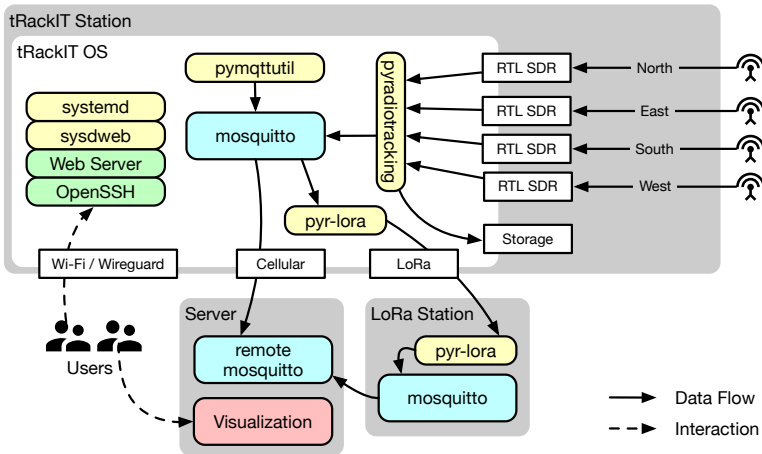 tRackIT Station
tRackIT OS
pymqttutil
systemd
sysdweb
Web Server
OpenSSH
mosquitto
pyr-lora
pyradiotracking
RTL SDR
North
RTL SDR
East
RTL SDR
South
RTL SDR
West
Storage
Wi-Fi / Wireguard
Cellular
LoRa
Users
Server
remote
mosquitto
Visualization
LoRa Station
pyr-lora
mosquitto
Data Flow
Interaction